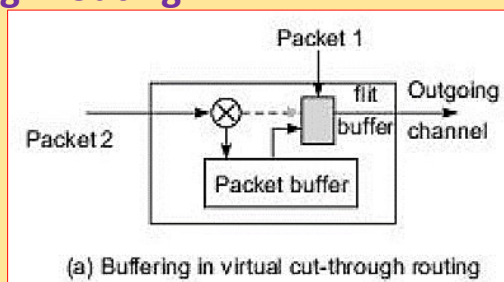 Packet 1
flit Outgoing
Packet 2 buffer channel
Packet buffer
(a) Buffering in virtual cut-through routing